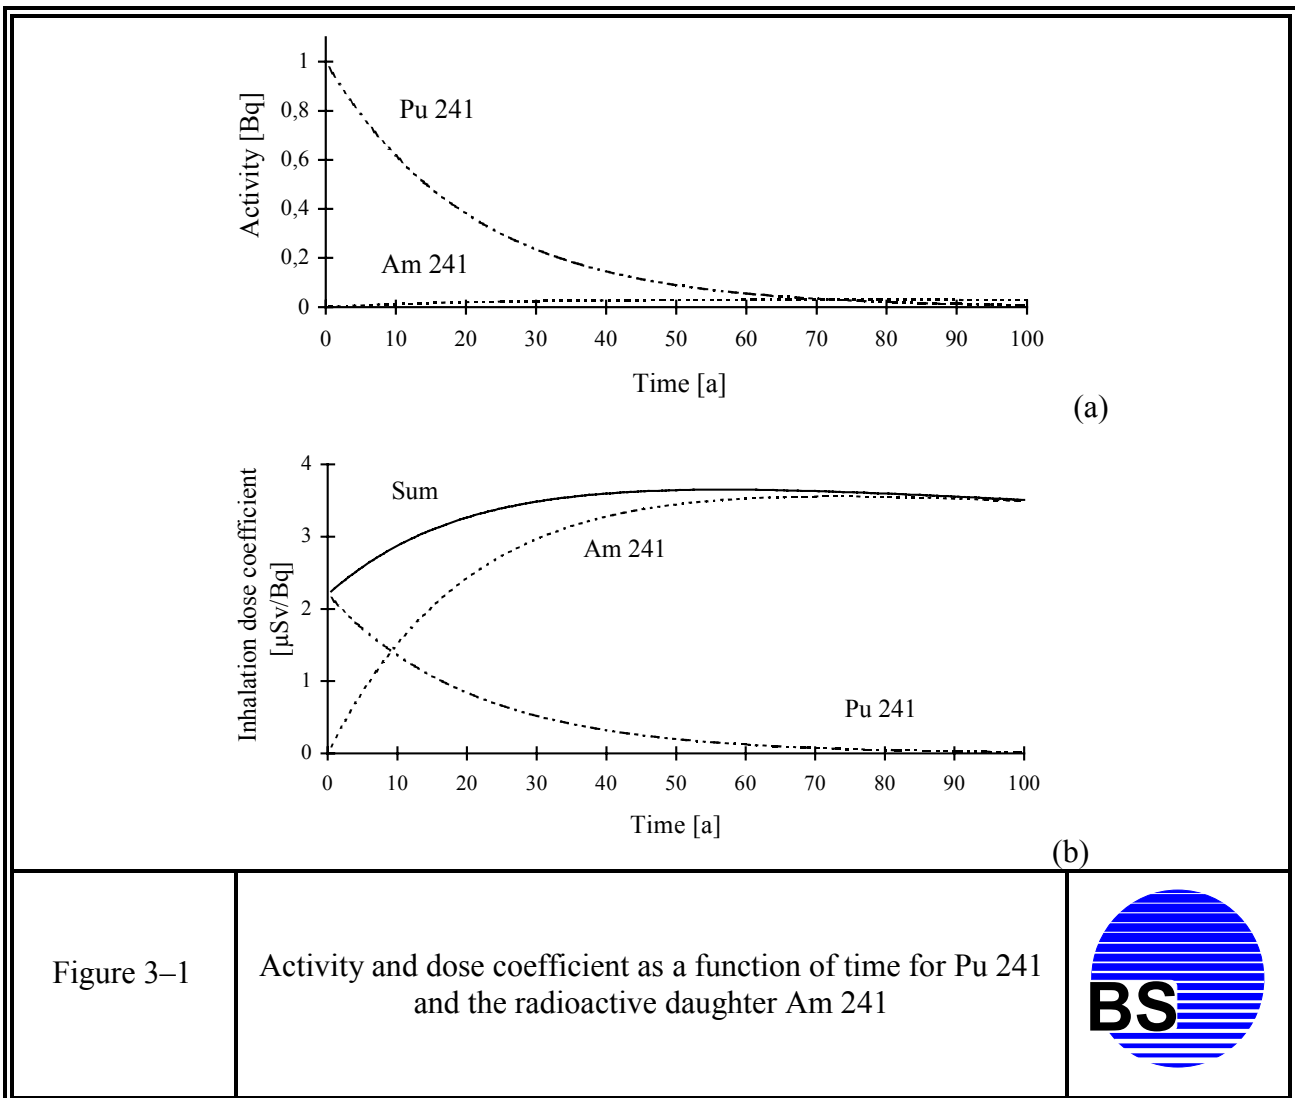 Activity [Bq]
1
0,8
0,6
0,4
0,2
0
Pu 241
Am 241
0 10 20 30 40 50 60 70 80 90 100
Time [a]
(a)
Inhalation dose coefficient
[µSv/Bq]
4
3
2
1
0
Sum
Am 241
Pu 241
0 10 20 30 40 50 60 70 80 90 100
Time [a]
(b)
Figure 3–1
Activity and dose coefficient as a function of time for Pu 241
and the radioactive daughter Am 241
BS